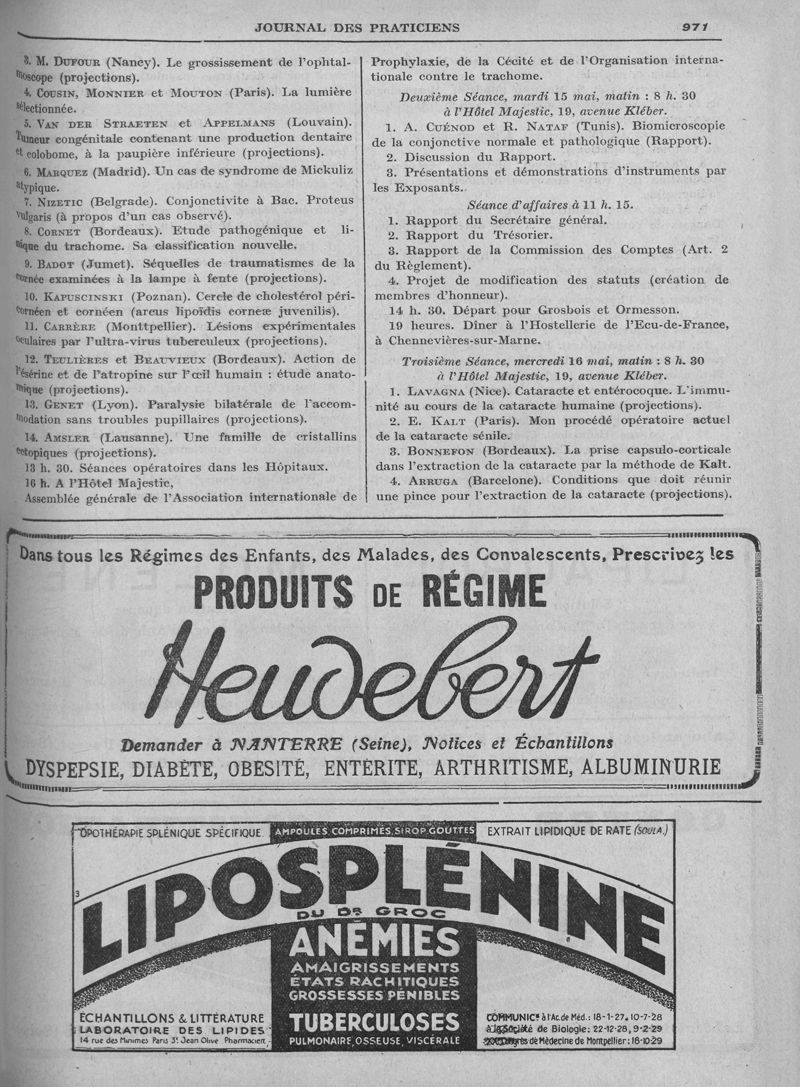 JOURNAL DES PRATICIENS 971
3. M. DUFOUR (Nancy). Le grossissement de l'ophtal-
moscope (projections).
4. COUSIN, MONNIER et MOUTON (Paris). La lumière
sélectionnée.
5. VAN DER STRAETEN et APPELMANS (Louvain).
Tumeur congénitale contenant une production dentaire
et colobome, à la paupière inférieure (projections).
6. MARQUEZ (Madrid). Un cas de syndrome de Mickuliz
atypique.
7. NIZETIC (Belgrade). Conjonctivite à Bac. Proteus
vulgaris (à propos d'un cas observé).
8. CORNET (Bordeaux). Etude pathogénique et li-
nique du trachome. Sa classification nouvelle.
9. BADOT (Jumet). Séquelles de traumatismes de la
cornée examinées à la lampe à fente (projections).
10. KAPUSCINSKI (Poznan). Cercle de cholestérol péri-
cornéen et cornéen (arcus lipoïdis corneæ juvenilis).
11. CARRÈRE (Monttpellier). Lésions expérimentales
oculaires par l'ultra-virus tuberculeux (projections).
12. TEULIÈRES et BEAUVIEUX (Bordeaux). Action de
l'ésérine et de l'atropine sur l'œil humain : étude anato-
mique (projections).
13. GENET (Lyon). Paralysie bilatérale de l'accom-
modation sans troubles pupillaires (projections).
14. AMSLER (Lausanne). Une famille de cristallins
ectopiques (projections).
13 h. 30. Séances opératoires dans les Hôpitaux.
16 h. A l'Hôtel Majestic,
Assemblée générale de l'Association internationale de
Prophylaxie, de la Cécité et de l'Organisation interna-
tionale contre le trachome.
Deuxième Séance, mardi 15 mai, matin : 8 h. 30
à l'Hôtel Majestic, 19, avenue Kléber.
1. A. CUÉNOD et R. NATAF (Tunis). Biomicroscopie
de la conjonctive normale et pathologique (Rapport).
2. Discussion du Rapport.
3. Présentations et démonstrations d'instruments par
les Exposants.
Séance d'affaires à 11 h. 15.
1. Rapport du Secrétaire général.
2. Rapport du Trésorier.
3. Rapport de la Commission des Comptes (Art. 2
du Règlement).
4. Projet de modification des statuts (création de
membres d'honneur).
14 h. 30. Départ pour Grosbois et Ormesson.
19 heures. Dîner à l'Hostellerie de l'Ecu-de-France,
à Chennevières-sur-Marne.
Troisième Séance, mercredi 16 mai, matin : 8 h. 30
à l'Hôtel Majestic, 19, avenue Kléber.
1. LAVAGNA (Nice). Cataracte et entérocoque. L'immu-
nité au cours de la cataracte humaine (projections).
2. E. KALT (Paris). Mon procédé opératoire actuel
de la cataracte sénile.
3. BONNEFON (Bordeaux). La prise capsulo-corticale
dans l'extraction de la cataracte par la méthode de Kalt.
4. ARRUGA (Barcelone). Conditions que doit réunir
une pince pour l'extraction de la cataracte (projections).
Dans tous les Régimes des Enfants, des Malades, des Convalescents, Prescrivez les
PRODUITS DE RÉGIME
Heudebert
Demander à NANTERRE (Seine), Notices et Échantillons
DYSPEPSIE, DIABÈTE, OBESITÉ, ENTÉRITE, ARTHRITISME, ALBUMINURIE
OPOTHÉRAPIE SPLÉNIQUE SPÉCIFIQUE AMPOULES, COMPRIMÉS, SIROP, GOUTTES EXTRAIT LIPIDIQUE DE RATE (SOULA.)
3
LIPOSPLÉNINE
DU DR GROC
ANÉMIES
AMAIGRISSEMENTS
ÉTATS RACHITIQUES
GROSSESSES PÉNIBLES
TUBERCULOSES
PULMONAIRE, OSSEUSE, VISCÉRALE
ÉCHANTILLONS & LITTÉRATURE
LABORATOIRE DES LIPIDES
14 rue des Minimes Paris 3e. Jean Olive Pharmacien
COMMUNICs à l'Ac. de Méd.: 18-1-27, 10-7-28
à la Société de Biologie: 22-12-28, 9-2-29
de Médecine de Montpellier: 18-10-29